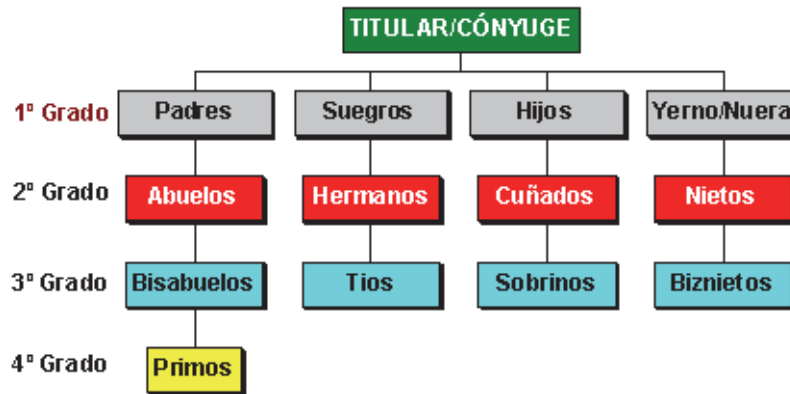 TITULAR/CÓNYUGE
1º Grado Padres Suegros Hijos Yerno/Nuera
2º Grado Abuelos Hermanos Cuñados Nietos
3º Grado Bisabuelos Tios Sobrinos Biznietos
4º Grado Primos